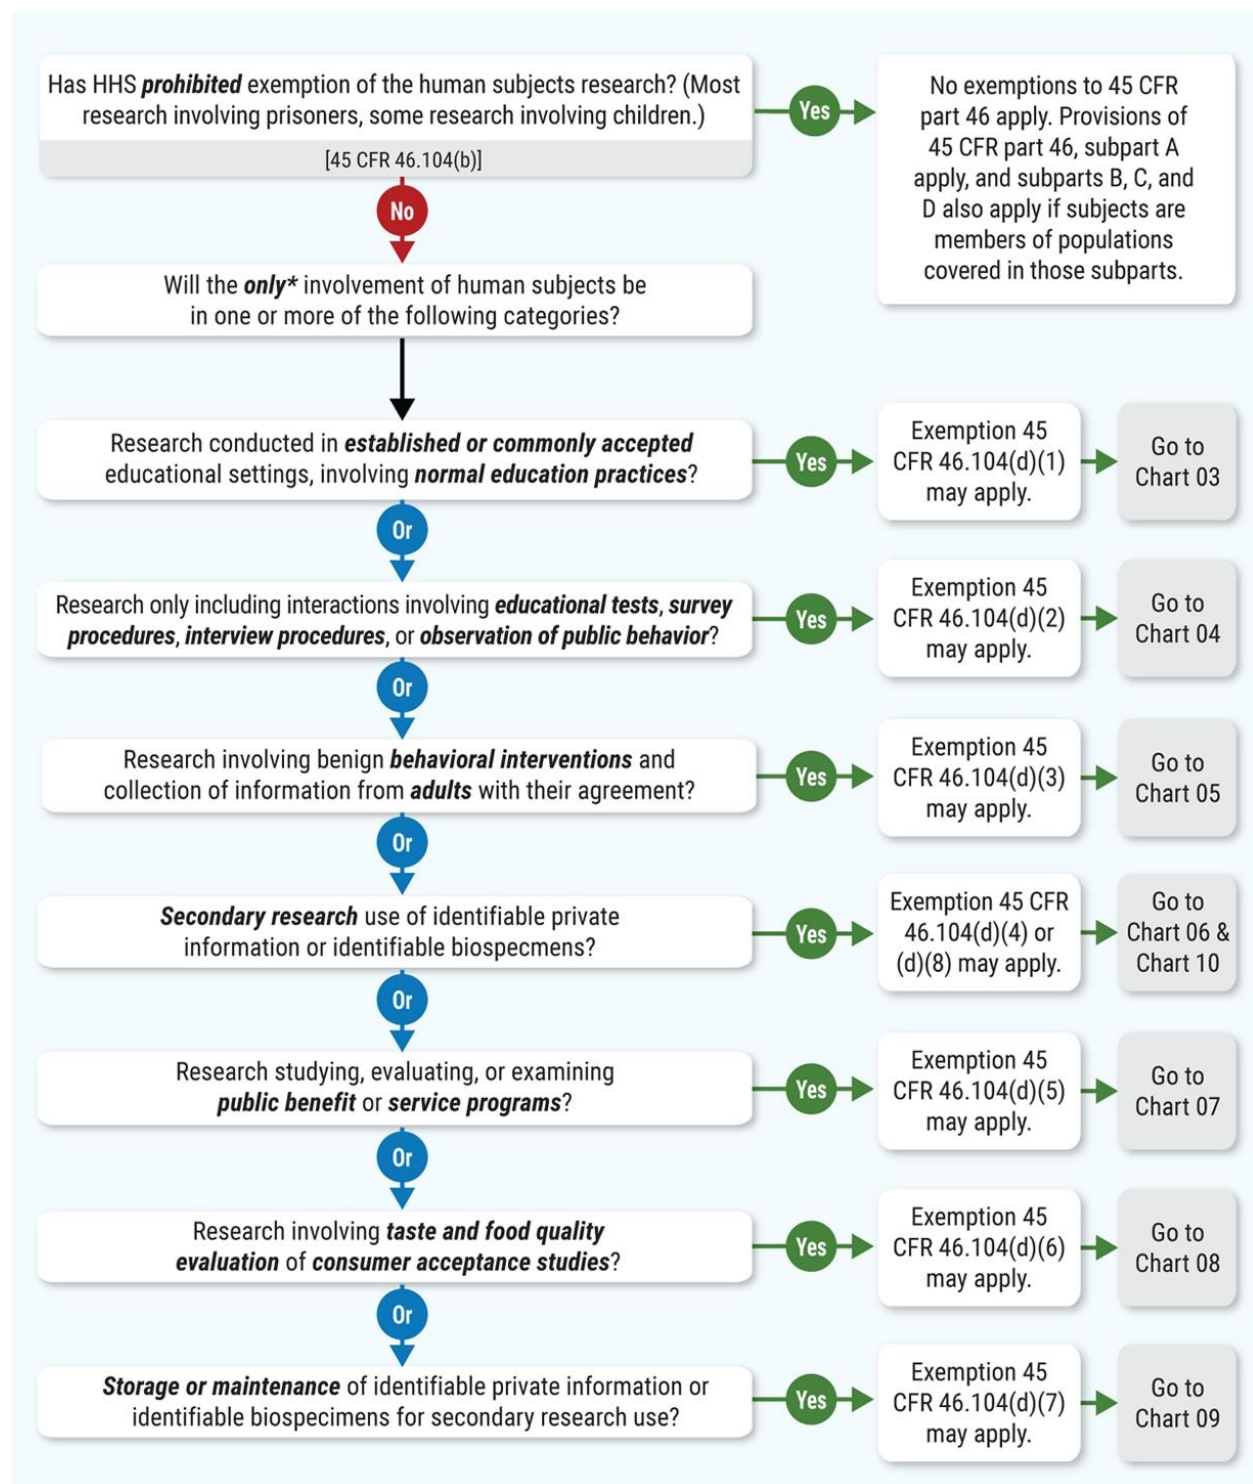 Has HHS prohibited exemption of the human subjects research? (Most
research involving prisoners, some research involving children.)
[45 CFR 46.104(b)]
Yes
No exemptions to 45 CFR
part 46 apply. Provisions of
45 CFR part 46, subpart A
apply, and subparts B, C, and
D also apply if subjects are
members of populations
covered in those subparts.
No
Will the only* involvement of human subjects be
in one or more of the following categories?
Research conducted in established or commonly accepted
educational settings, involving normal education practices?
Yes
Exemption 45
CFR 46.104(d)(1)
may apply.
Go to
Chart 03
Or
Research only including interactions involving educational tests, survey
procedures, interview procedures, or observation of public behavior?
Yes
Exemption 45
CFR 46.104(d)(2)
may apply.
Go to
Chart 04
Or
Research involving benign behavioral interventions and
collection of information from adults with their agreement?
Yes
Exemption 45
CFR 46.104(d)(3)
may apply.
Go to
Chart 05
Or
Secondary research use of identifiable private
information or identifiable biospecmens?
Yes
Exemption 45 CFR
46.104(d)(4) or
(d)(8) may apply.
Go to
Chart 06 &
Chart 10
Or
Research studying, evaluating, or examining
public benefit or service programs?
Yes
Exemption 45
CFR 46.104(d)(5)
may apply.
Go to
Chart 07
Or
Research involving taste and food quality
evaluation of consumer acceptance studies?
Yes
Exemption 45
CFR 46.104(d)(6)
may apply.
Go to
Chart 08
Or
Storage or maintenance of identifiable private information or
identifiable biospecimens for secondary research use?
Yes
Exemption 45
CFR 46.104(d)(7)
may apply.
Go to
Chart 09